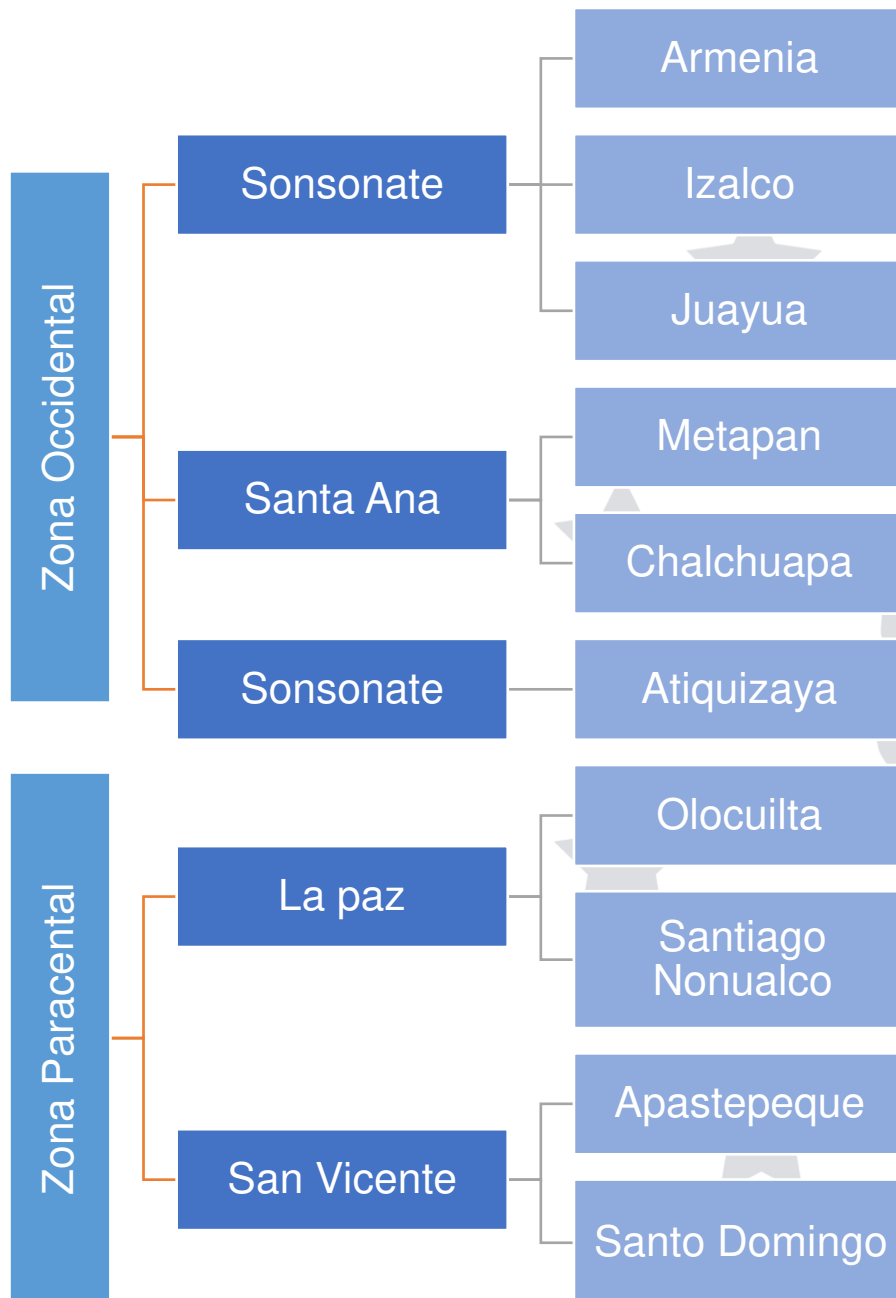 Zona Occidental
Sonsonate
Armenia
Izalco
Juayua
Santa Ana
Metapan
Chalchuapa
Sonsonate
Atiquizaya
Zona Paracental
La paz
Olocuilta
Santiago
Nonualco
San Vicente
Apastepeque
Santo Domingo